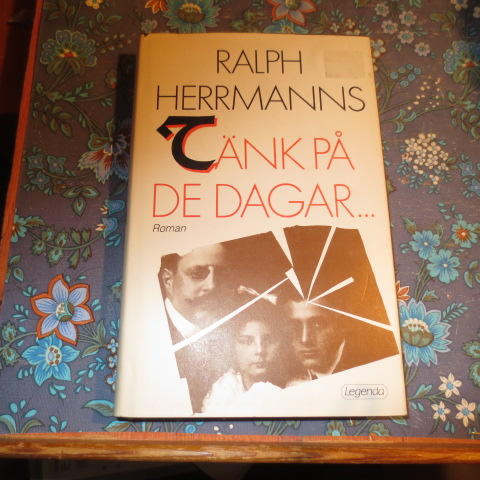 RALPH
HERRMANNS
TÄNK PÅ
DE DAGAR...
Roman
Legenda